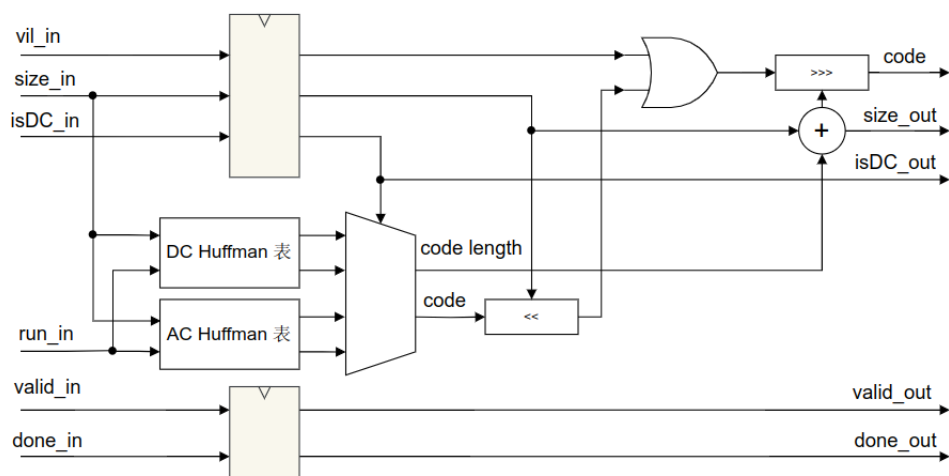 vil_in
size_in
isDC_in
>>>
code
+
size_out
isDC_out
DC Huffman 表
code length
code
<<
AC Huffman 表
run_in
valid_in
valid_out
done_in
done_out